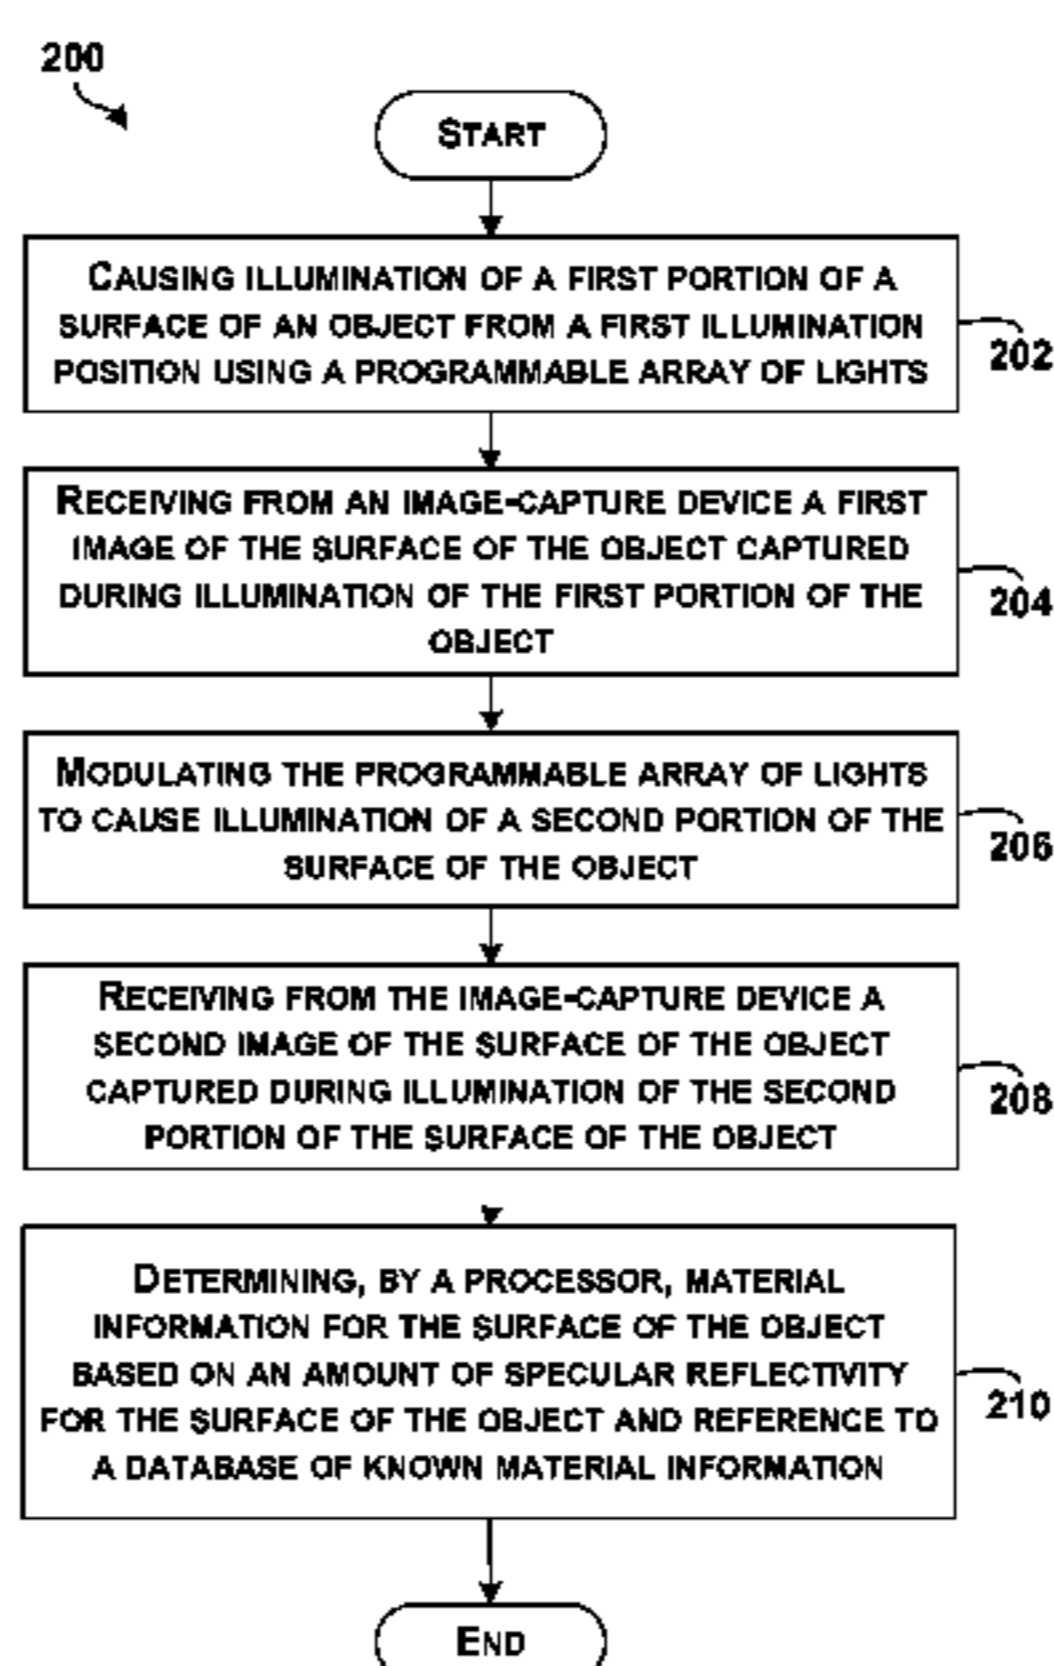 200
START
CAUSING ILLUMINATION OF A FIRST PORTION OF A
SURFACE OF AN OBJECT FROM A FIRST ILLUMINATION
POSITION USING A PROGRAMMABLE ARRAY OF LIGHTS
202
RECEIVING FROM AN IMAGE-CAPTURE DEVICE A FIRST
IMAGE OF THE SURFACE OF THE OBJECT CAPTURED
DURING ILLUMINATION OF THE FIRST PORTION OF THE
OBJECT
204
MODULATING THE PROGRAMMABLE ARRAY OF LIGHTS
TO CAUSE ILLUMINATION OF A SECOND PORTION OF THE
SURFACE OF THE OBJECT
206
RECEIVING FROM THE IMAGE-CAPTURE DEVICE A
SECOND IMAGE OF THE SURFACE OF THE OBJECT
CAPTURED DURING ILLUMINATION OF THE SECOND
PORTION OF THE SURFACE OF THE OBJECT
208
DETERMINING, BY A PROCESSOR, MATERIAL
INFORMATION FOR THE SURFACE OF THE OBJECT
BASED ON AN AMOUNT OF SPECULAR REFLECTIVITY
FOR THE SURFACE OF THE OBJECT AND REFERENCE TO
A DATABASE OF KNOWN MATERIAL INFORMATION
210
END